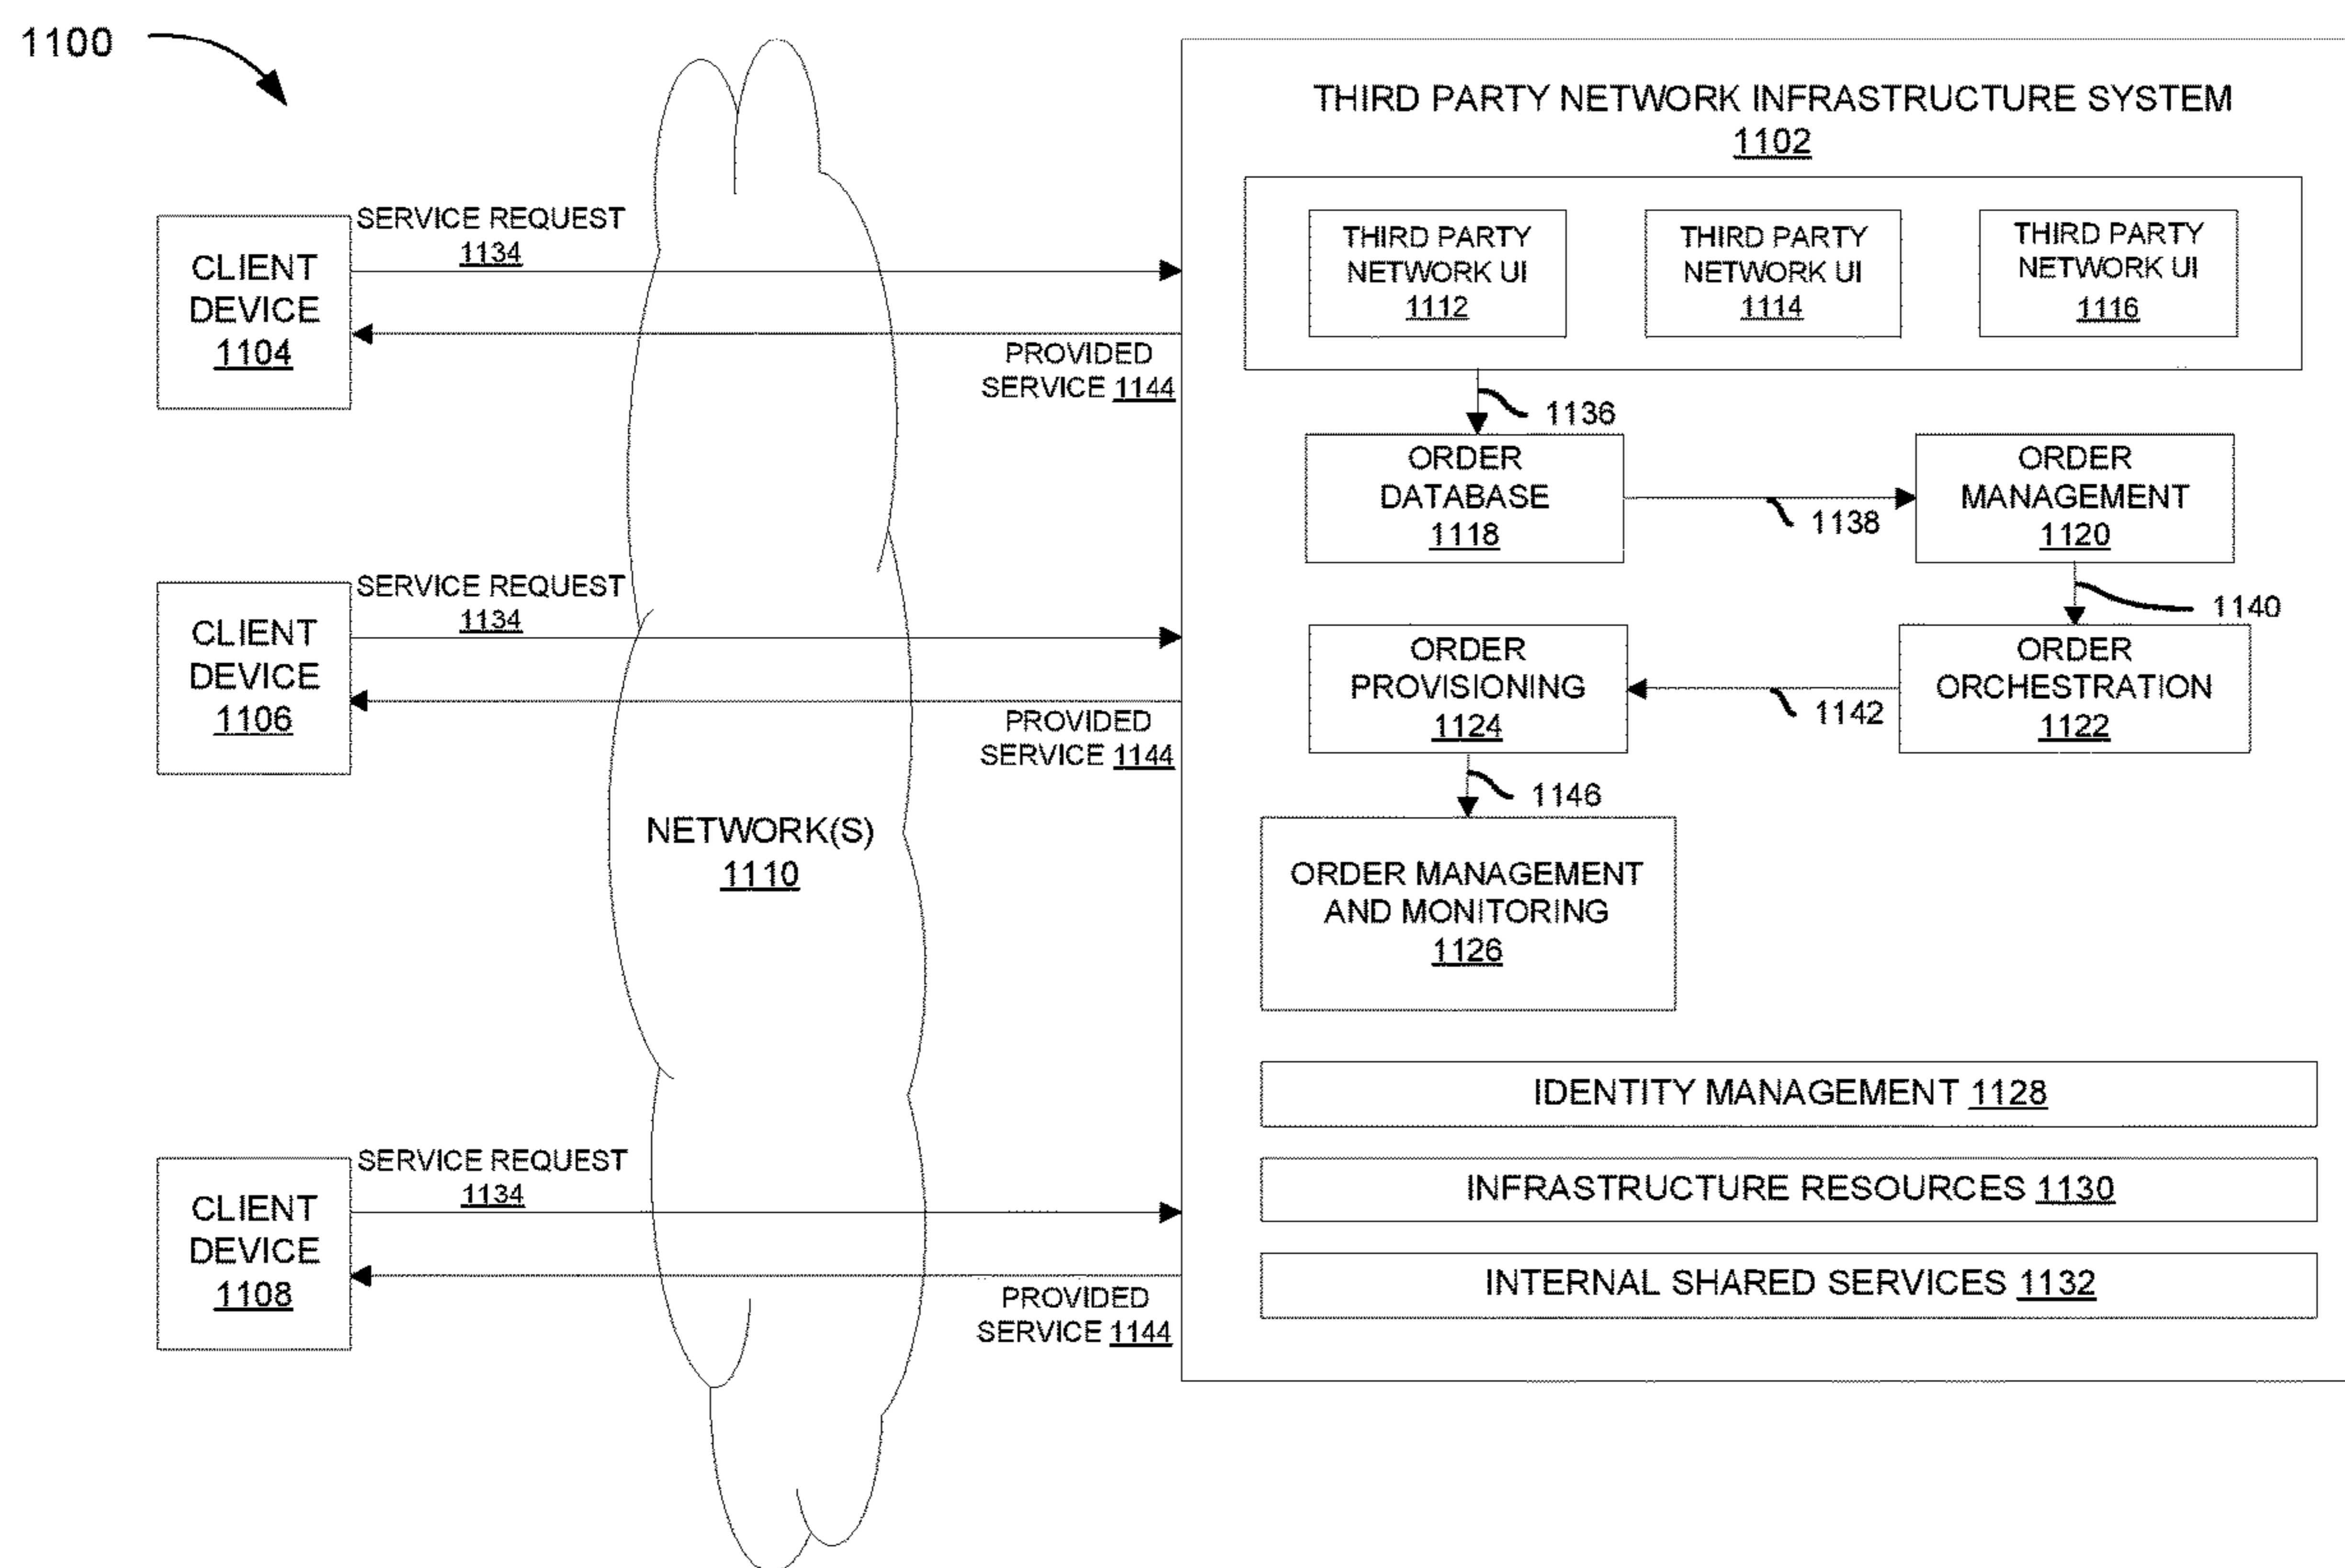 1100
THIRD PARTY NETWORK INFRASTRUCTURE SYSTEM
1102
THIRD PARTY
NETWORK UI
1112
THIRD PARTY
NETWORK UI
1114
THIRD PARTY
NETWORK UI
1116
CLIENT
DEVICE
1104
SERVICE REQUEST
1134
PROVIDED
SERVICE 1144
1136
ORDER
DATABASE
1118
1138
ORDER
MANAGEMENT
1120
1140
CLIENT
DEVICE
1106
SERVICE REQUEST
1134
PROVIDED
SERVICE 1144
ORDER
PROVISIONING
1124
1142
ORDER
ORCHESTRATION
1122
1146
NETWORK(S)
1110
ORDER MANAGEMENT
AND MONITORING
1126
IDENTITY MANAGEMENT 1128
INFRASTRUCTURE RESOURCES 1130
INTERNAL SHARED SERVICES 1132
CLIENT
DEVICE
1108
SERVICE REQUEST
1134
PROVIDED
SERVICE 1144